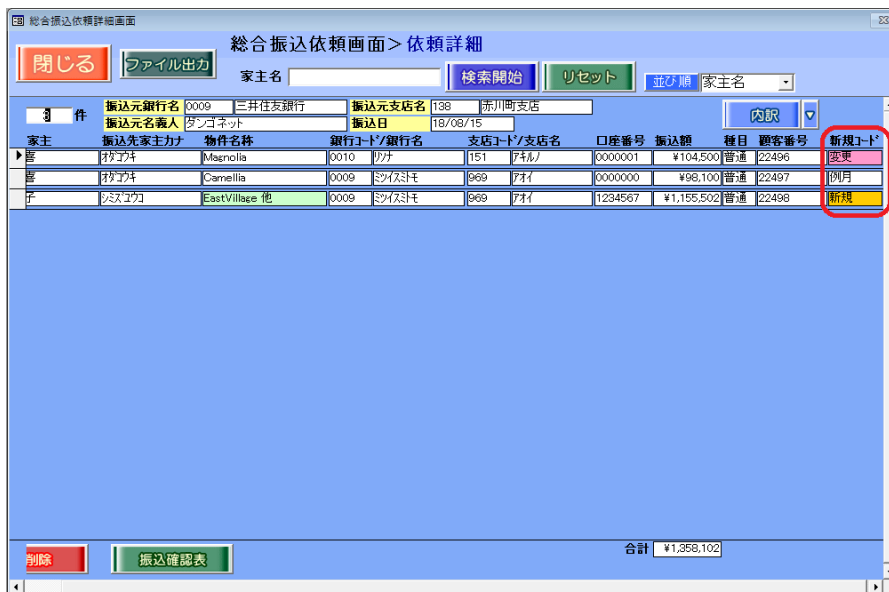 総合振込依頼詳細画面
閉じる ファイル出力 総合振込依頼画面＞依頼詳細
家主名 検索開始 リセット 並び順 家主名
3 件 振込元銀行名 0009 三井住友銀行 振込元支店名 138 赤川町支店 内訳
振込元名義人 ダンゴネット 振込日 18/08/15
家主 振込先家主カナ 物件名称 銀行コード/銀行名 支店コード/支店名 口座番号 振込額 種目 顧客番号 新規コード
喜 Magnolia 0010 リソナ 151 アキルノ 0000001 ¥104,500 普通 22496 変更
喜 Camellia 0009 ミツイスミトモ 969 アオイ 0000000 ¥98,100 普通 22497 例月
子 シミズユウコ EastVillage 他 0009 ミツイスミトモ 969 アオイ 1234567 ¥1,155,502 普通 22498 新規
合計 ¥1,358,102
削除 振込確認表